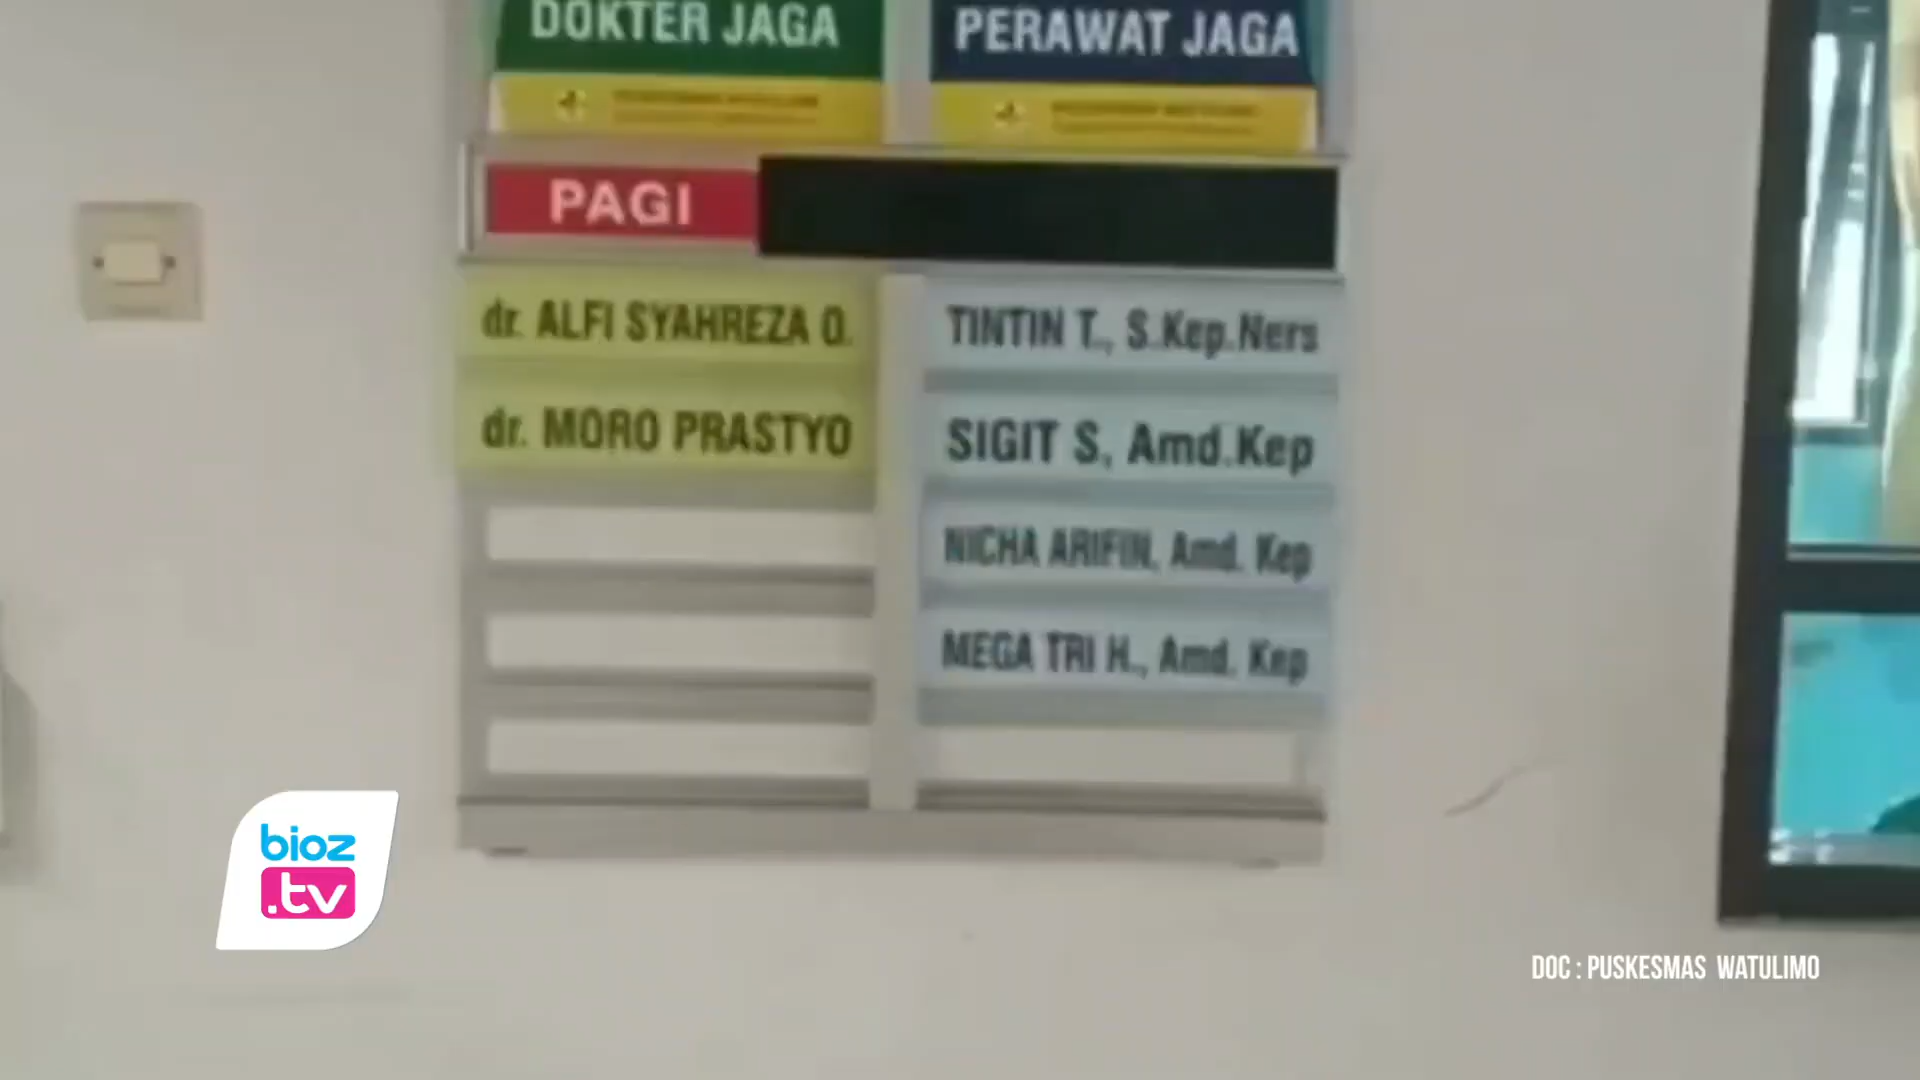 DOKTER JAGA
PERAWAT JAGA
PAGI
dr. ALFI SYAHREZA O.
TINTIN T., S.Kep.Ners
dr. MORO PRASTYO
SIGIT S, Amd.Kep
NICHA ARIFIN, Amd. Kep
MEGA TRI H., Amd. Kep
bioz
.tv
DOC : PUSKESMAS WATULIMO